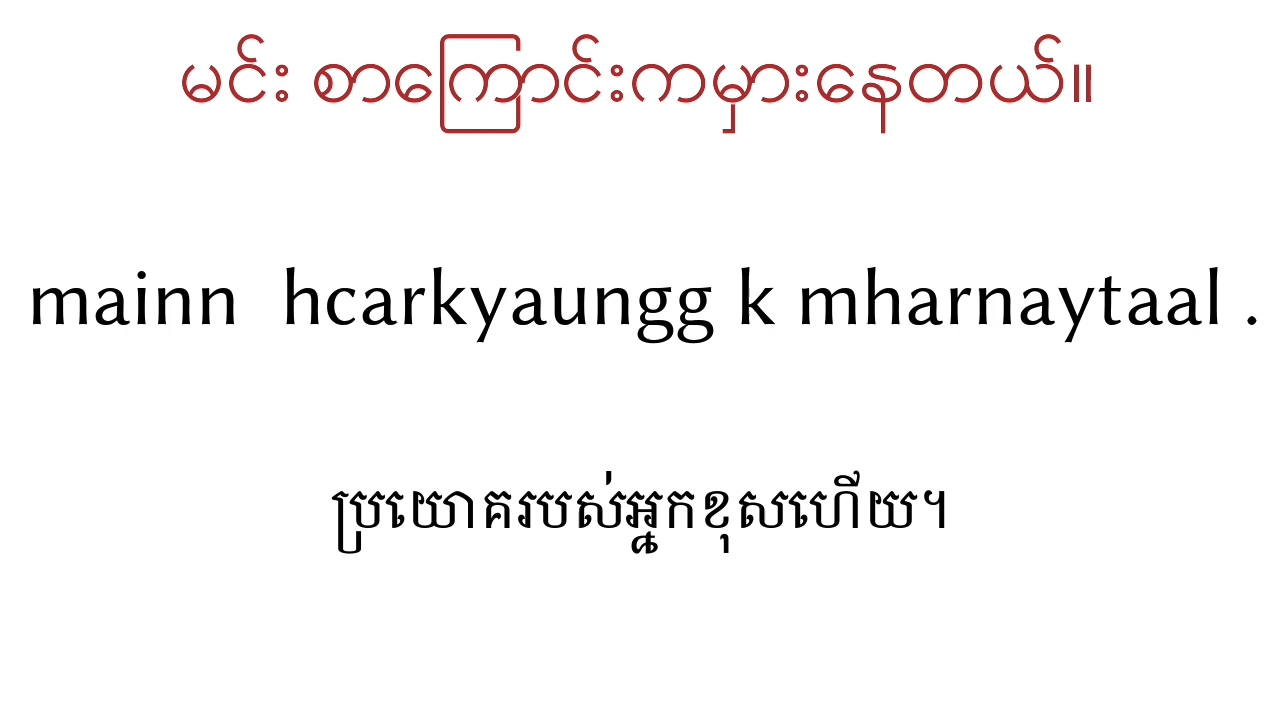 မင်း စာကြောင်းကမှားနေတယ်။
mainn  hcarkyaungg k mharnaytaal .
ប្រយោគរបស់អ្នកខុសហើយ។